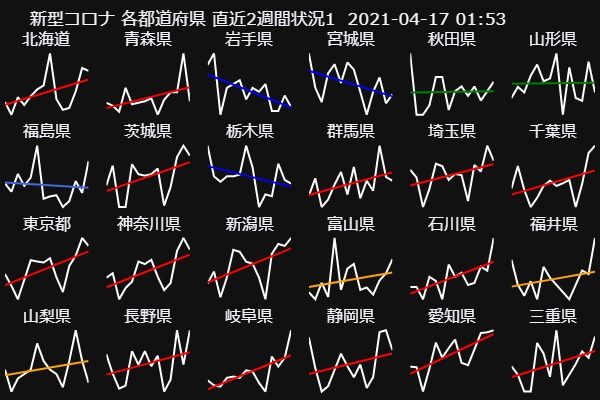 新型コロナ 各都道府県 直近2週間状況1 2021-04-17 01:53
北海道 青森県 岩手県 宮城県 秋田県 山形県
福島県 茨城県 栃木県 群馬県 埼玉県 千葉県
東京都 神奈川県 新潟県 富山県 石川県 福井県
山梨県 長野県 岐阜県 静岡県 愛知県 三重県